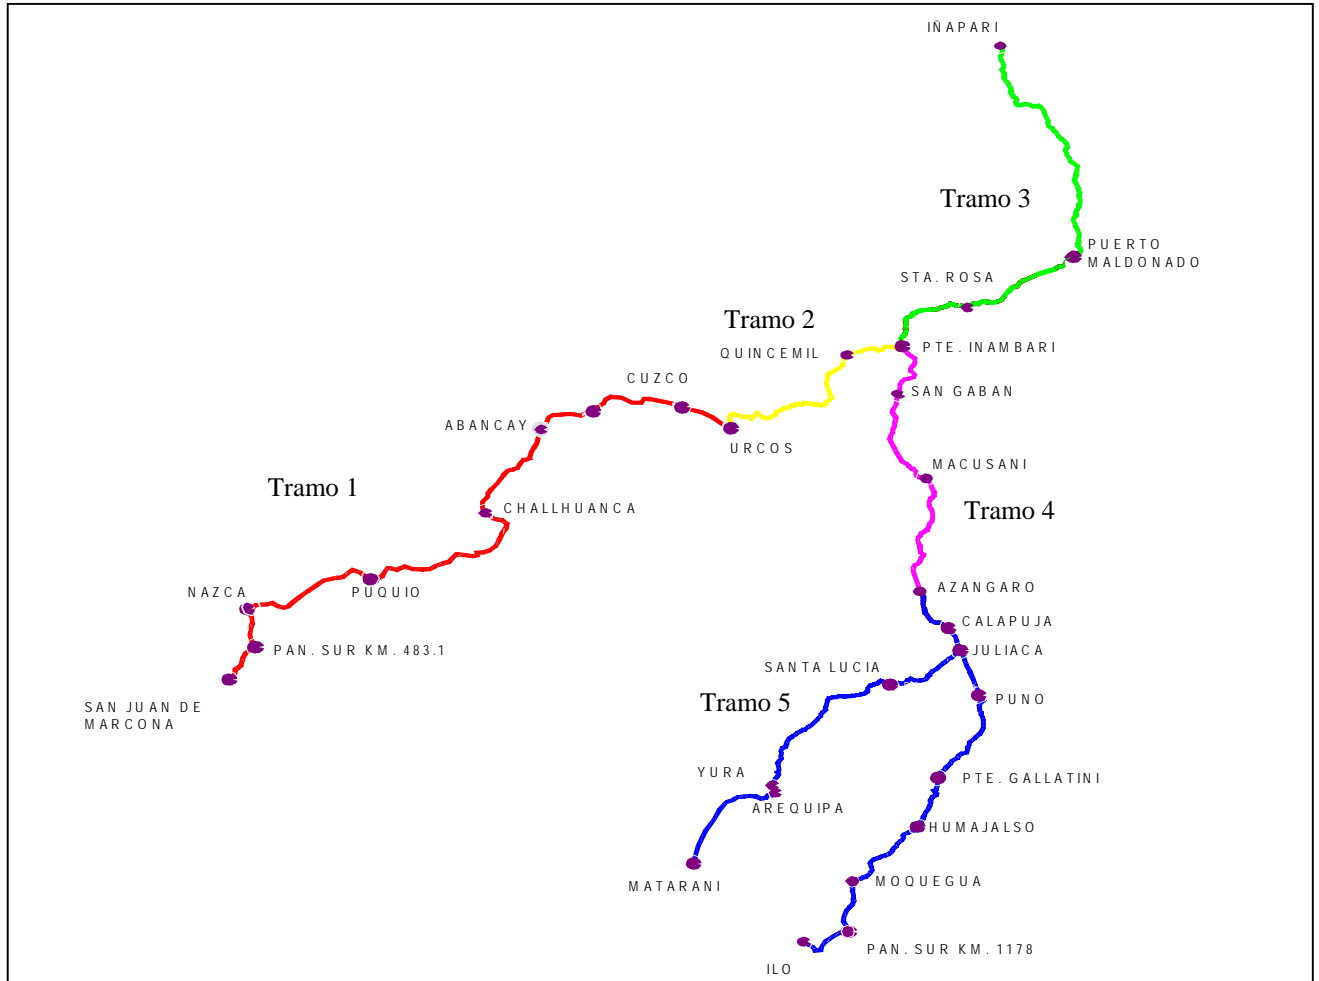 IÑAPARI
Tramo 3
PUERTO
MALDONADO
STA. ROSA
Tramo 2
QUINCEMIL
PTE. INAMBARI
CUZCO
SAN GABAN
ABANCAY
URCOS
MACUSANI
Tramo 1
CHALLHUANCA
Tramo 4
NAZCA
PUQUIO
AZANGARO
CALAPUJA
PAN. SUR KM. 483.1
JULIACA
SANTA LUCIA
SAN JUAN DE
MARCONA
Tramo 5
PUNO
YURA
PTE. GALLATINI
AREQUIPA
HUMAJALSO
MATARANI
MOQUEGUA
PAN. SUR KM. 1178
ILO